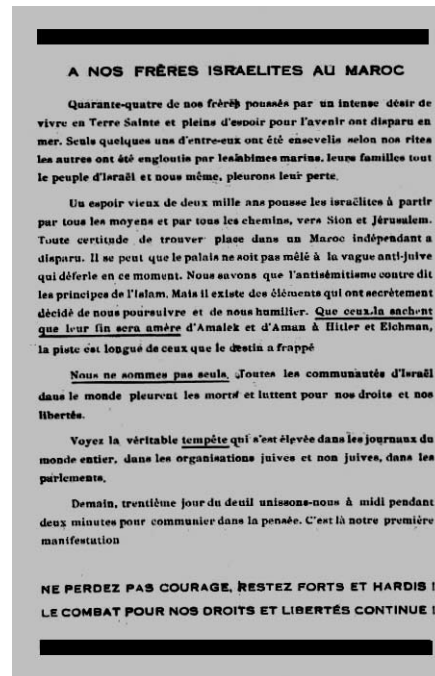 A NOS FRÊRES ISRAELITES AU MAROC
Quarante-quatre de nos frêres poussés par un intense désir de
vivre en Terre Sainte et pleins d'espoir pour l'avenir ont disparu en
mer. Seuls quelques uns d'entre-eux ont été ensevelis selon nos rites
les autres ont été engloutis par les abimes marins, leurs familles tout
le peuple d'Israël et nous même, pleurons leur perte.
Un espoir vieux de deux mille ans pousse les israëlites à partir
par tous les moyens et par tous les chemins, vers Sion et Jérusalem.
Toute certitude de trouver place dans un Maroc indépendant a
disparu. Il se peut que le palais ne soit pas mêlé à la vague anti-juive
qui déferle en ce moment. Nous savons que l'antisémitisme contre dit
les principes de l'Islam. Mais il existe des éléments qui ont secrètement
décidé de nous poursuivre et de nous humilier. Que ceux.la sachent
que leur fin sera amère d'Amalek et d'Aman à Hitler et Eichman,
la piste est longue de ceux que le destin a frappé
Nous ne sommes pas seuls. Toutes les communautés d'Israël
dans le monde pleurent les morts et luttent pour nos droits et nos
libertés.
Voyez la véritable tempête qui s'est élevée dans les journaux du
monde entier, dans les organisations juives et non juives, dans les
parlements,
Demain, trentième jour du deuil unissons-nous à midi pendant
deux minutes pour communier dans la pensée. C'est là notre première
manifestation
NE PERDEZ PAS COURAGE, RESTEZ FORTS ET HARDIS !
LE COMBAT POUR NOS DROITS ET LIBERTÉS CONTINUE !